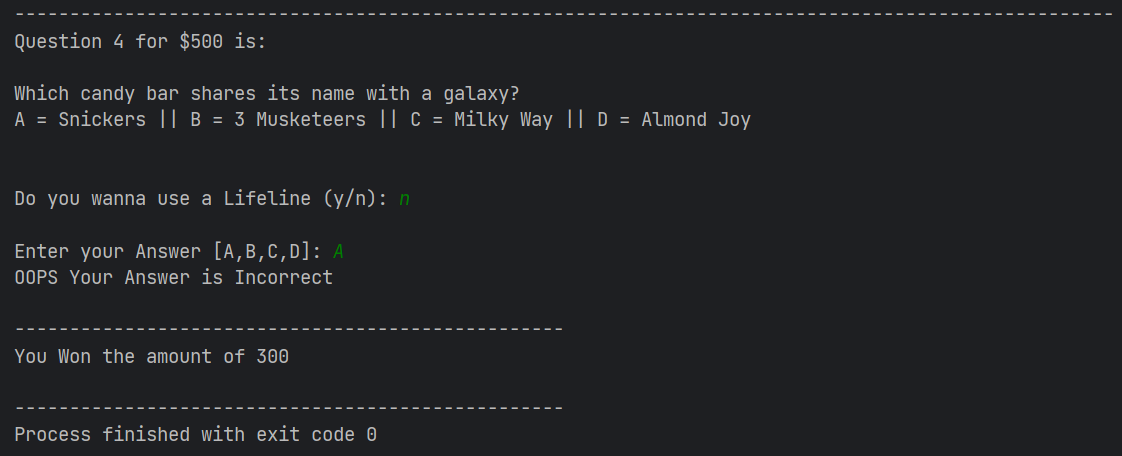 ----------------------------------------------------------------------------------------------------
Question 4 for $500 is:
Which candy bar shares its name with a galaxy?
A = Snickers || B = 3 Musketeers || C = Milky Way || D = Almond Joy
Do you wanna use a Lifeline (y/n): n
Enter your Answer [A,B,C,D]: A
OOPS Your Answer is Incorrect
--------------------------------------------------
You Won the amount of 300
--------------------------------------------------
Process finished with exit code 0